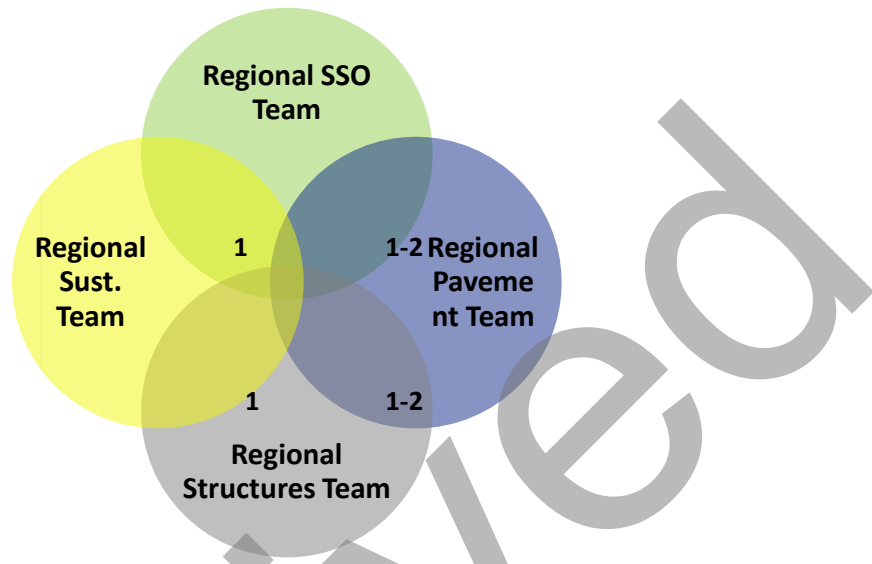 Regional SSO
Team
Regional
Sust.
Team
1
1-2
Regional
Paveme
nt Team
1
1-2
Regional
Structures Team